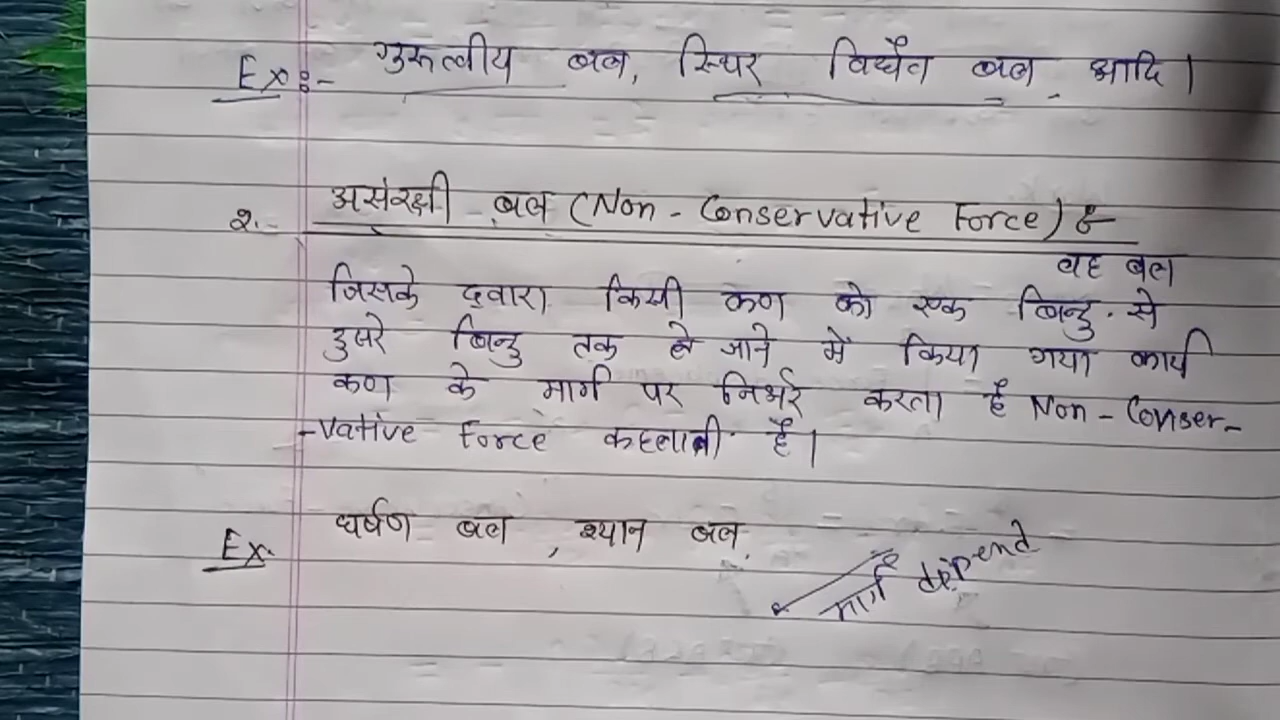 Ex:- गुरुत्वीय बल, स्थिर विधैुत बल आदि।
2.- असंरक्षी बल (Non - Conservative Force) :-
वह बल
जिसके द्वारा किसी कण को एक बिन्दु से
दुसरे बिन्दु तक ले जाने में किया गया कार्य
कण के मार्ग पर निर्भर करता है Non - Conser-
-vative Force कहलाती है।
Ex. घर्षण बल, श्यान बल,
मार्ग depend